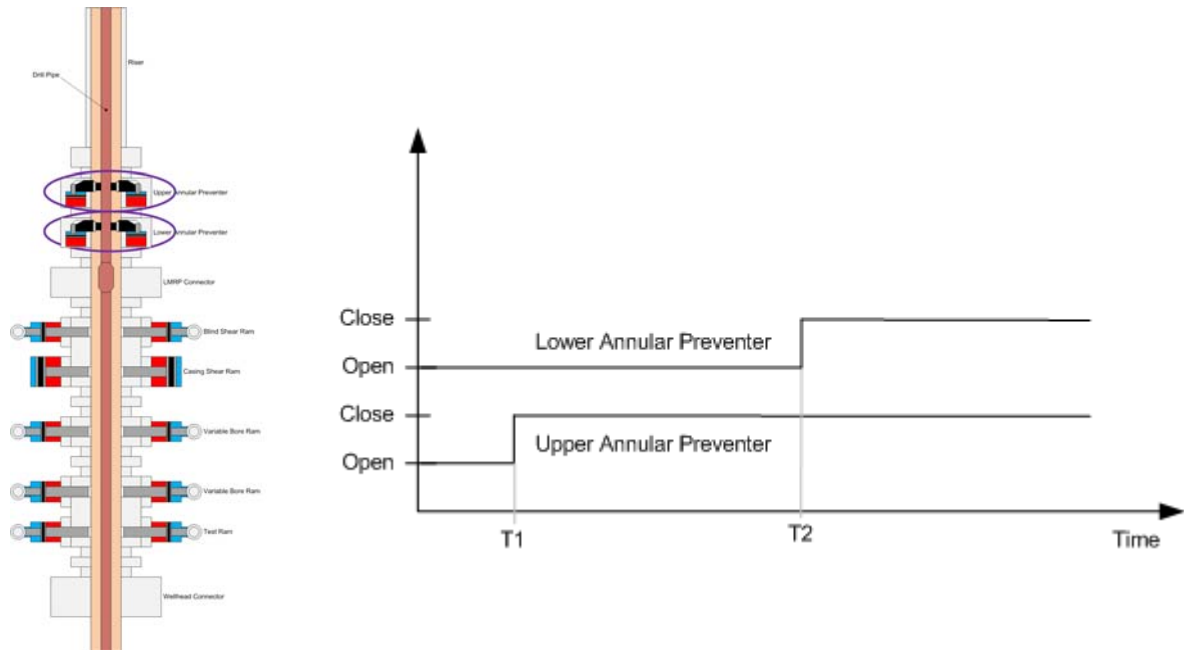 Riser
Drill Pipe
Upper Annular Preventer
Lower Annular Preventer
LMRP Connector
Blind Shear Ram
Casing Shear Ram
Variable Bore Ram
Variable Bore Ram
Test Ram
Wellhead Connector
Close
Lower Annular Preventer
Open
Close
Upper Annular Preventer
Open
T1
T2
Time